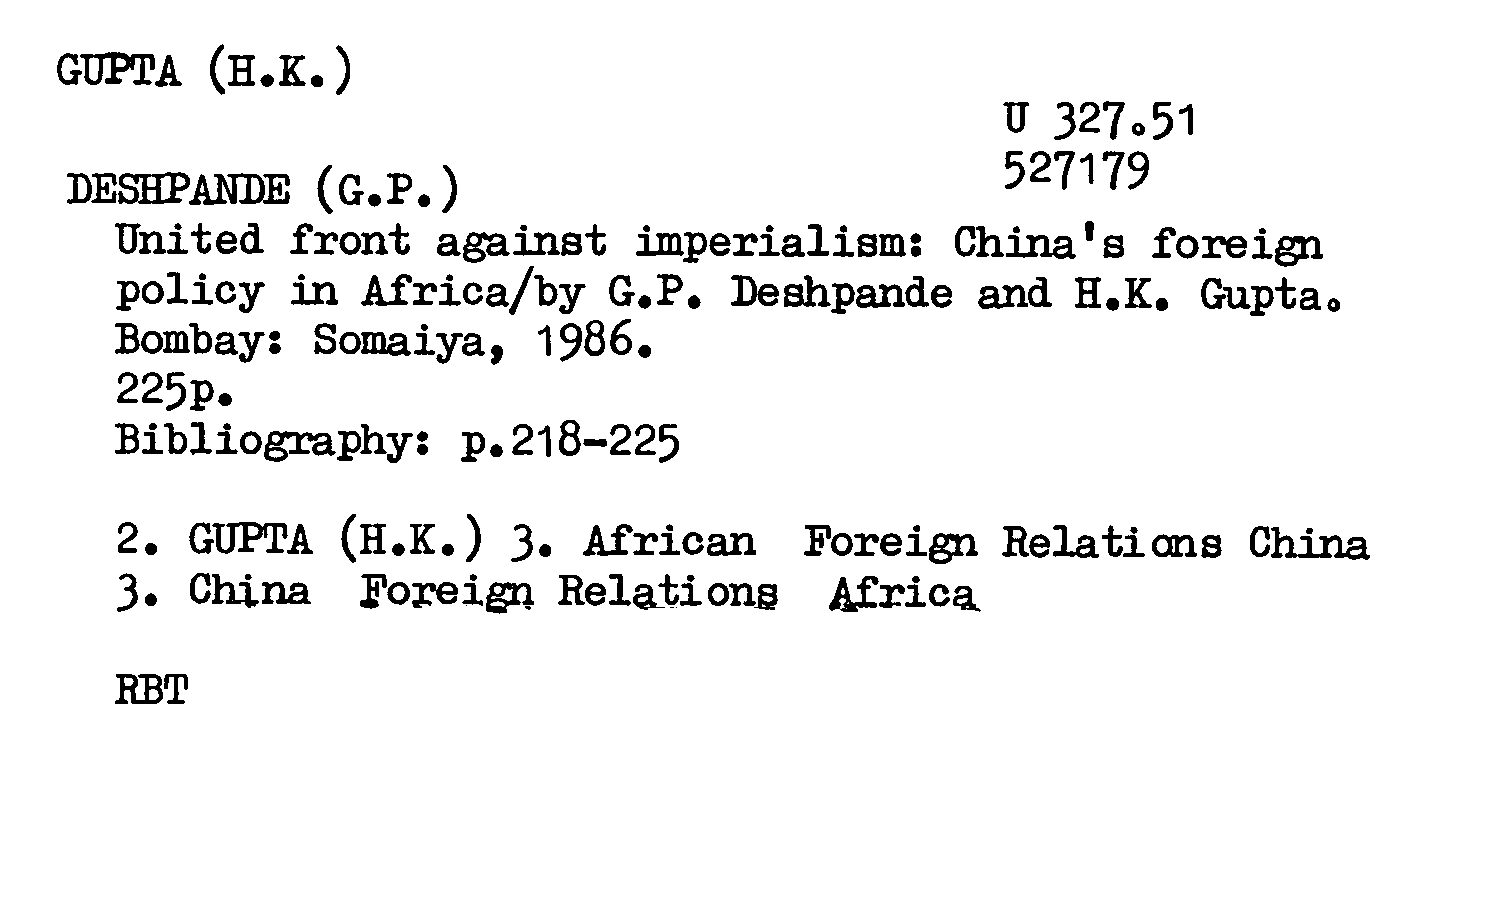 GUPTA (H.K.)
U 327.51
527179
DESHPANDE (G.P.)
United front against imperialism: China's foreign
policy in Africa/by G.P. Deshpande and H.K. Gupta.
Bombay: Somaiya, 1986.
225p.
Bibliography: p.218-225
2. GUPTA (H.K.) 3. African Foreign Relations China
3. China Foreign Relations Africa
RBT